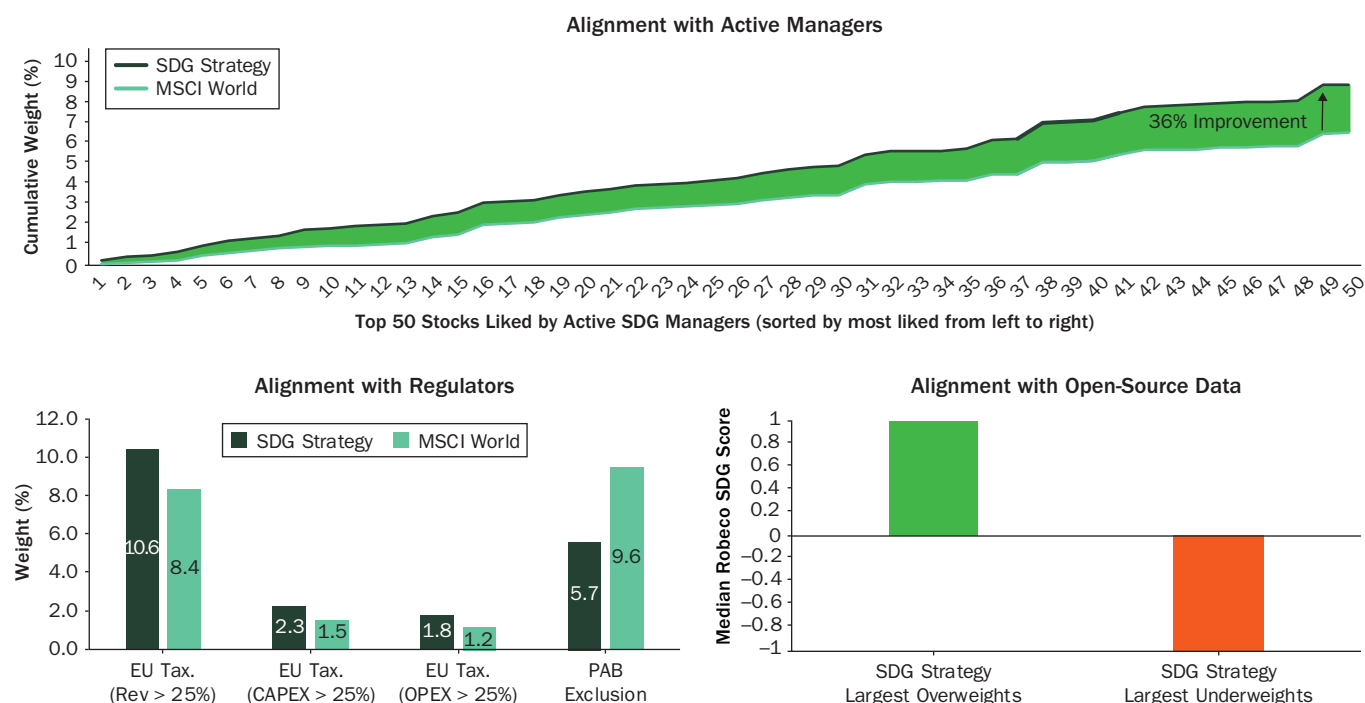 Alignment with Active Managers
Cumulative Weight (%)
10
9
8
7
6
5
4
3
2
1
0
SDG Strategy
MSCI World
36% Improvement
1 2 3 4 5 6 7 8 9 10 11 12 13 14 15 16 17 18 19 20 21 22 23 24 25 26 27 28 29 30 31 32 33 34 35 36 37 38 39 40 41 42 43 44 45 46 47 48 49 50
Top 50 Stocks Liked by Active SDG Managers (sorted by most liked from left to right)
Alignment with Regulators
Weight (%)
12.0
10.0
8.0
6.0
4.0
2.0
0.0
SDG Strategy MSCI World
10.6
8.4
2.3
1.5
1.8
1.2
5.7
9.6
EU Tax.
(Rev > 25%)
EU Tax.
(CAPEX > 25%)
EU Tax.
(OPEX > 25%)
PAB
Exclusion
Alignment with Open-Source Data
Median Robeco SDG Score
1
0.8
0.6
0.4
0.2
0
–0.2
–0.4
–0.6
–0.8
–1
SDG Strategy
Largest Overweights
SDG Strategy
Largest Underweights